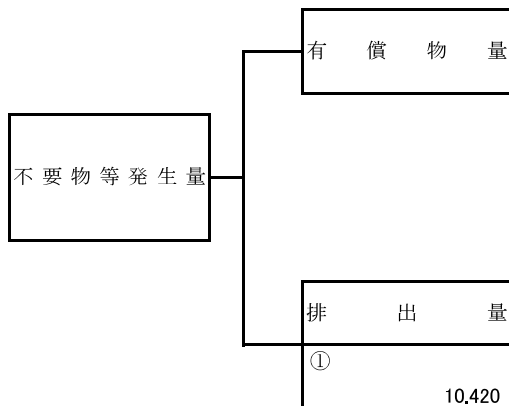 有償物量
不要物等発生量
排出量
①
10,420